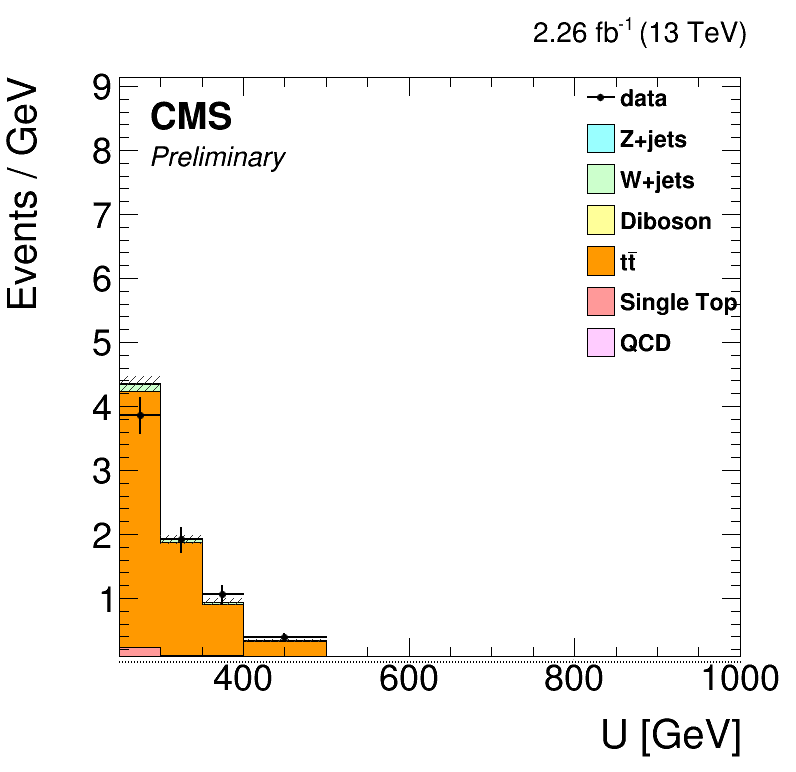 2.26 fb-1 (13 TeV)
CMS
Preliminary
data
Z+jets
W+jets
Diboson
tt̄
Single Top
QCD
Events / GeV
9
8
7
6
5
4
3
2
1
400 600 800 1000
U [GeV]